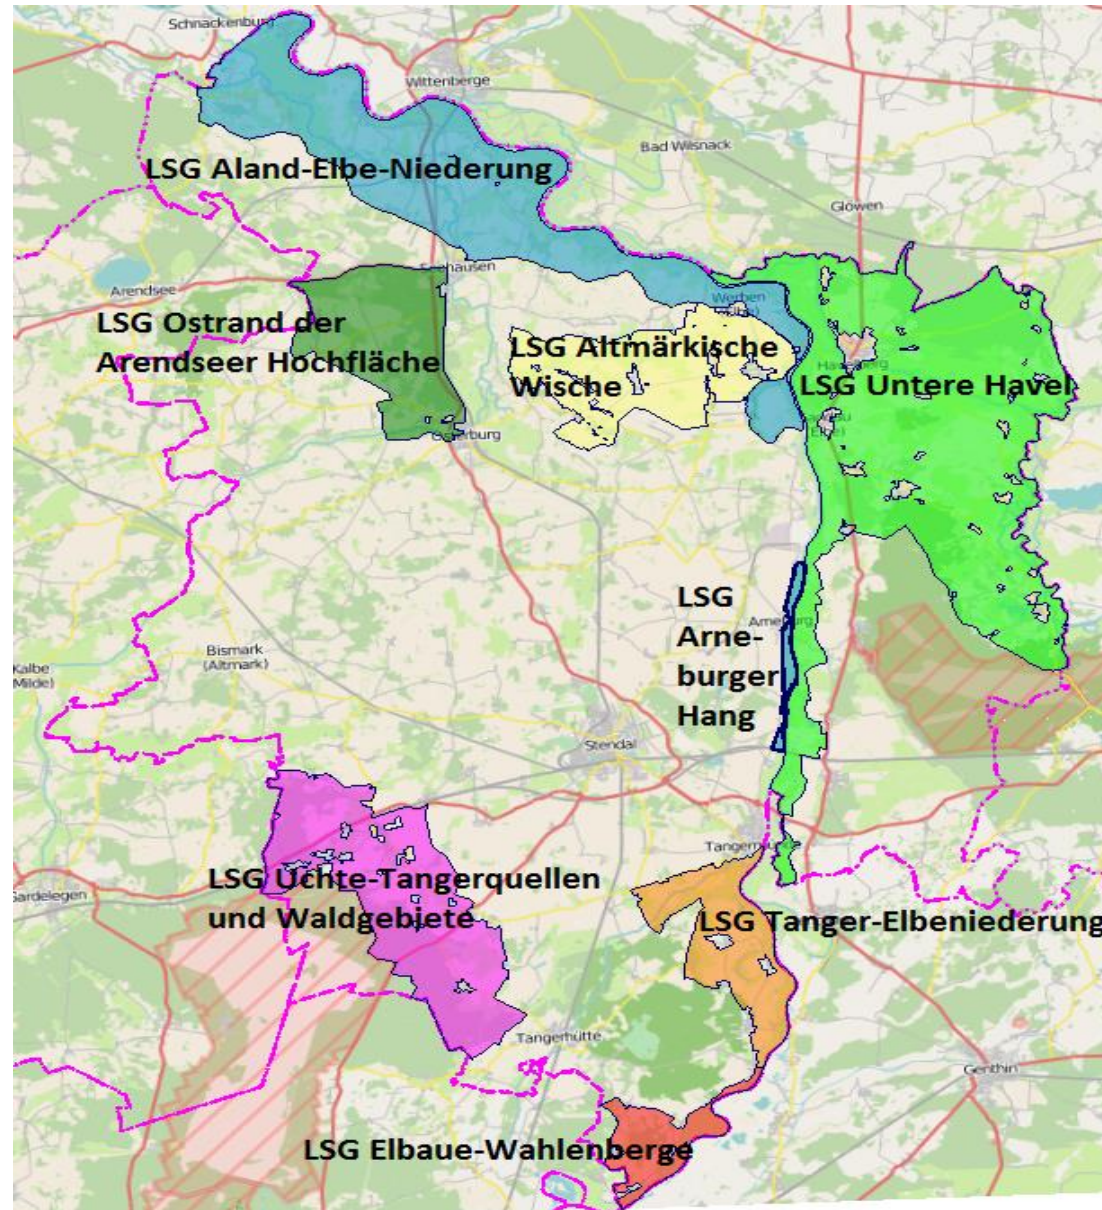 Schnackenburg
Wittenberge
Bad Wilsnack
LSG Aland-Elbe-Niederung
Glöwen
Seehausen
Arendsee
Werben
(Elbe)
LSG Ostrand der
Arendseer Hochfläche
LSG Altmärkische
Wische
Havelberg
LSG Untere Havel
Osterburg
LSG
Arne-
burger
Hang
Arneburg
Bismark
(Altmark)
Kalbe
(Milde)
Stendal
Tangermünde
LSG Uchte-Tangerquellen
und Waldgebiete
Gardelegen
LSG Tanger-Elbeniederung
Tangerhütte
Genthin
LSG Elbaue-Wahlenberge